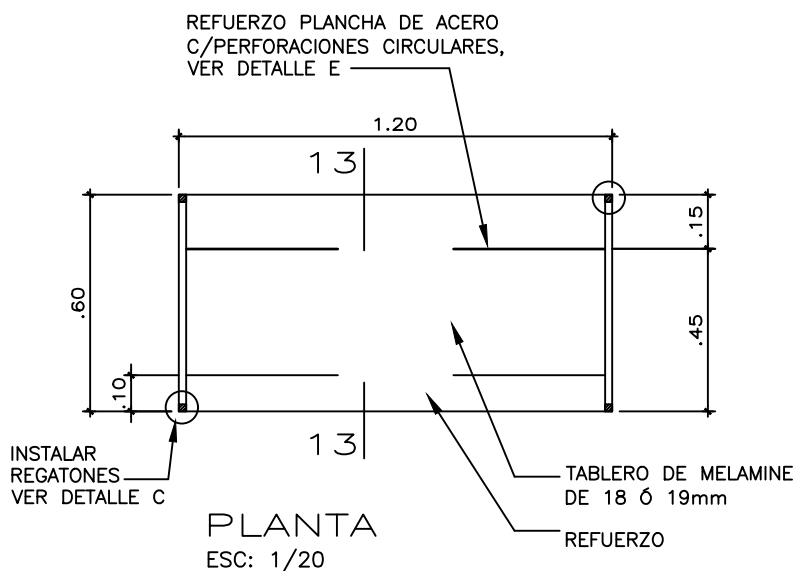 REFUERZO PLANCHA DE ACERO
C/PERFORACIONES CIRCULARES,
VER DETALLE E
1.20
13
.15
.60
.45
.10
13
INSTALAR
REGATONES
VER DETALLE C
TABLERO DE MELAMINE
DE 18 Ó 19mm
REFUERZO
PLANTA
ESC: 1/20